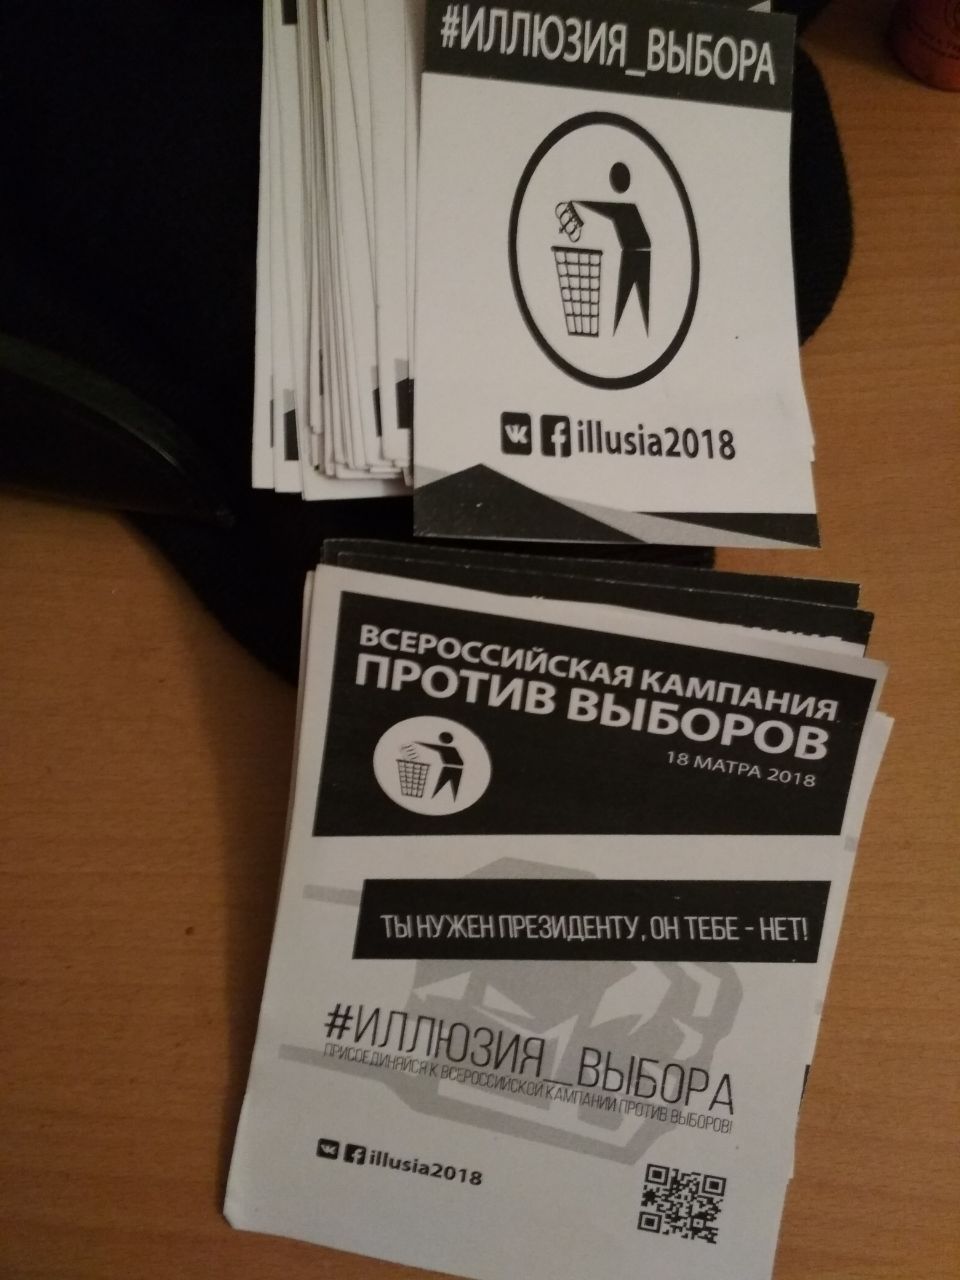 #ИЛЛЮЗИЯ_ВЫБОРА
illusia2018
ВСЕРОССИЙСКАЯ КАМПАНИЯ
ПРОТИВ ВЫБОРОВ
18 МАТРА 2018
ТЫ НУЖЕН ПРЕЗИДЕНТУ, ОН ТЕБЕ - НЕТ!
#ИЛЛЮЗИЯ_ВЫБОРА
ПРИСОЕДИНЯЙСЯ К ВСЕРОССИЙСКОЙ КАМПАНИИ ПРОТИВ ВЫБОРОВ!
illusia2018